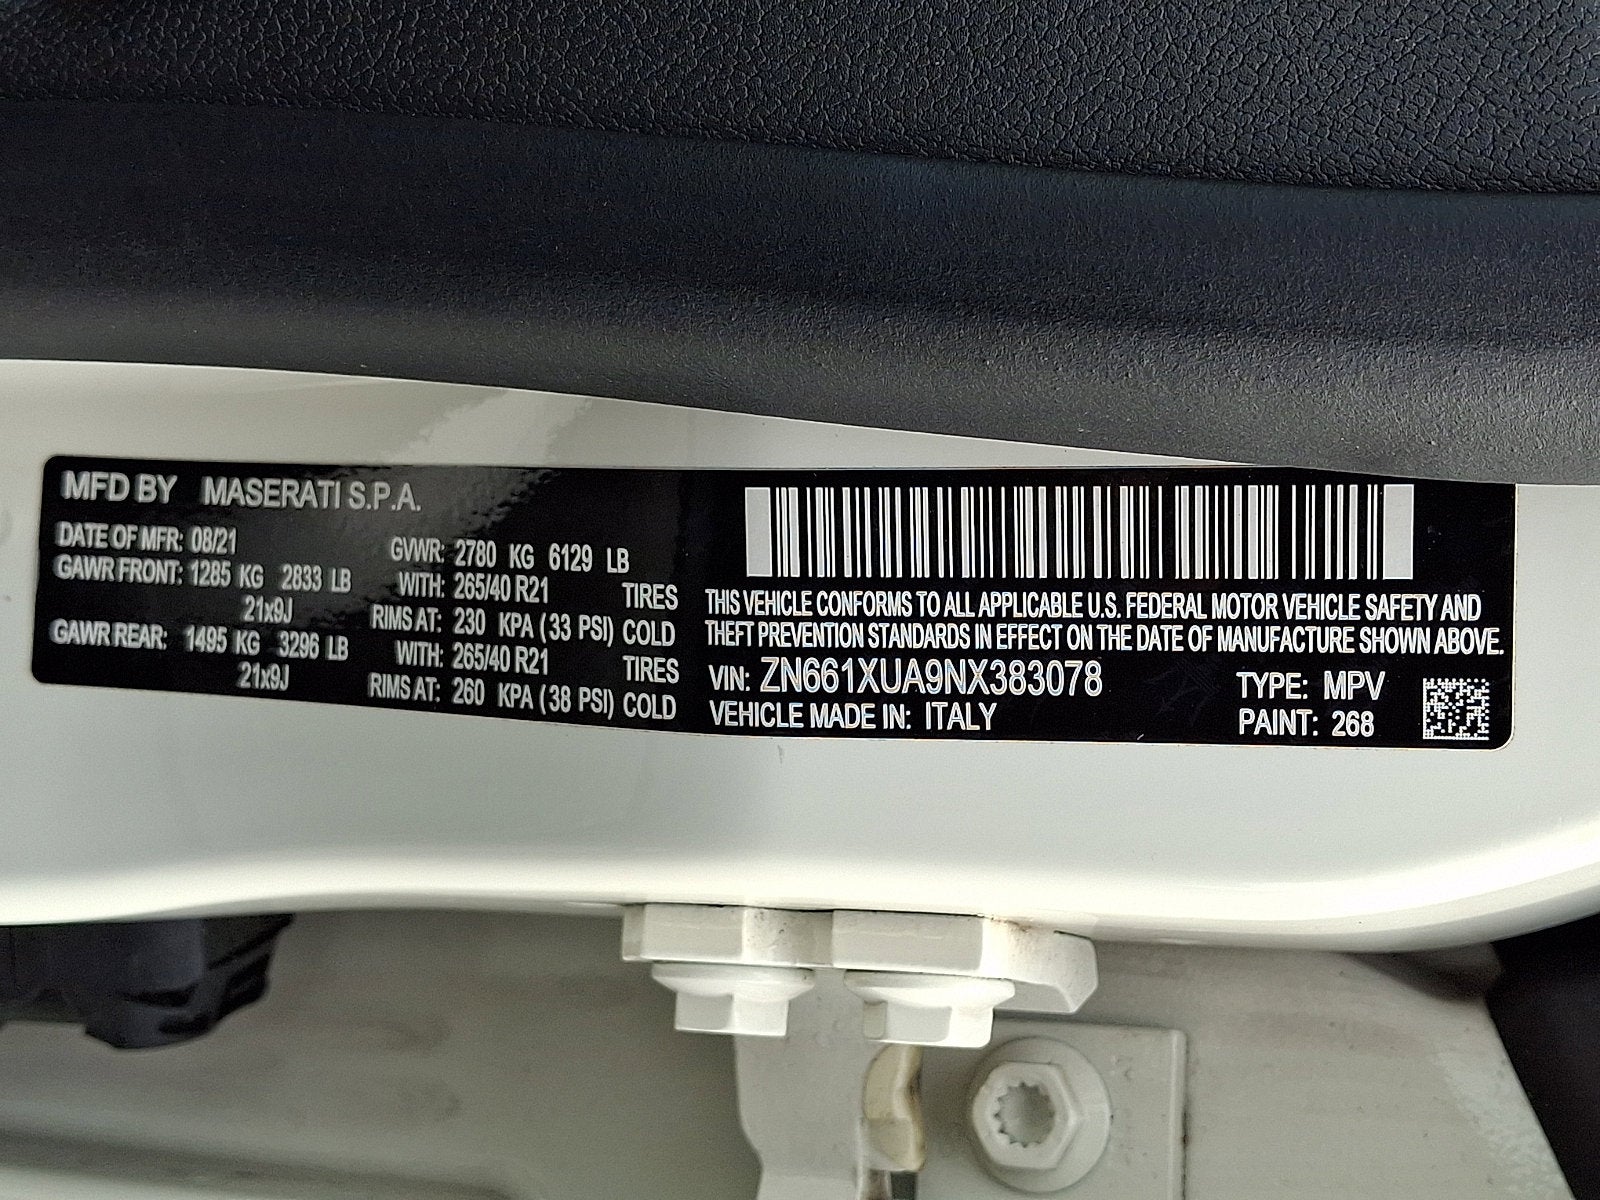 MFD BY MASERATI S.P.A.
DATE OF MFR: 08/21 GVWR: 2780 KG 6129 LB
GAWR FRONT: 1285 KG 2833 LB WITH: 265/40 R21 TIRES
21x9J RIMS AT: 230 KPA (33 PSI) COLD
GAWR REAR: 1495 KG 3296 LB WITH: 265/40 R21 TIRES
21x9J RIMS AT: 260 KPA (38 PSI) COLD
THIS VEHICLE CONFORMS TO ALL APPLICABLE U.S. FEDERAL MOTOR VEHICLE SAFETY AND
THEFT PREVENTION STANDARDS IN EFFECT ON THE DATE OF MANUFACTURE SHOWN ABOVE.
VIN: ZN661XUA9NX383078 TYPE: MPV
VEHICLE MADE IN: ITALY PAINT: 268